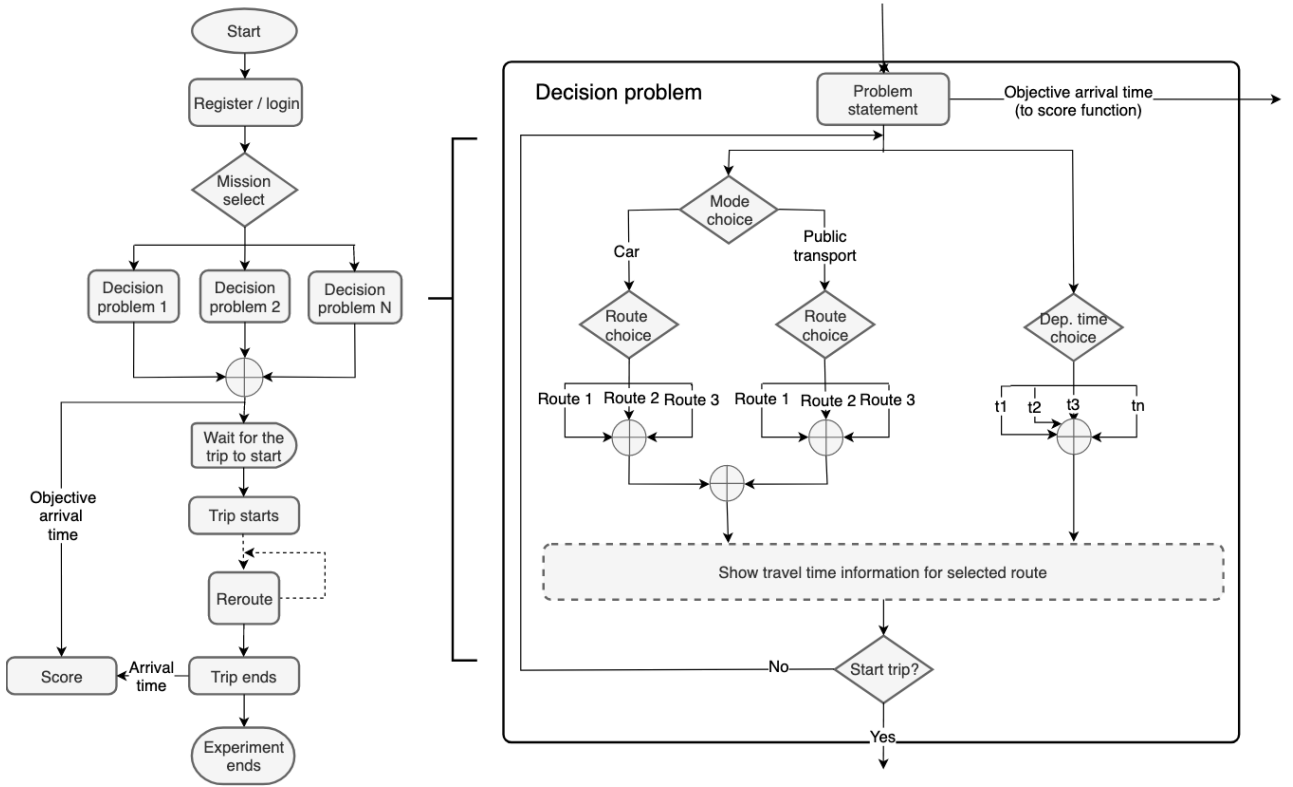 Start
Register / login
Mission
select
Decision
problem 1
Decision
problem 2
Decision
problem N
Wait for the
trip to start
Trip starts
Objective
arrival
time
Reroute
Score
Arrival
time
Trip ends
Experiment
ends
Decision problem
Problem
statement
Objective arrival time
(to score function)
Mode
choice
Car
Public
transport
Route
choice
Route
choice
Dep. time
choice
Route 1 Route 2 Route 3
Route 1 Route 2 Route 3
t1 t2 t3 tn
Show travel time information for selected route
Start trip?
No
Yes